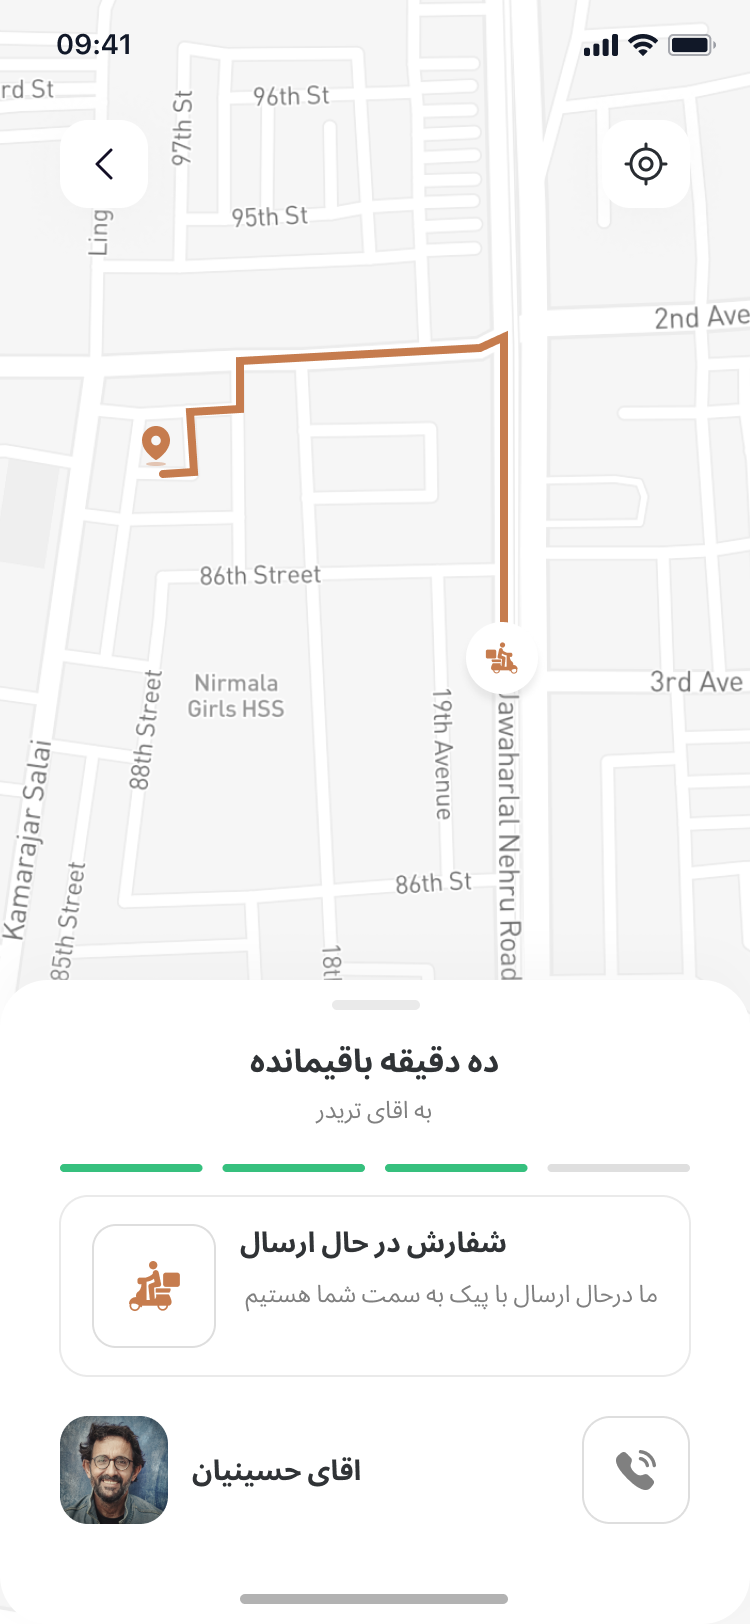 09:41
rd St
96th St
97th St
95th St
Ling
2nd Ave
86th Street
Nirmala
Girls HSS
3rd Ave
88th Street
19th Avenue
Jawaharlal Nehru Road
Kamarajar Salai
85th Street
86th St
18t
ده دقیقه باقیمانده
به اقای تریدر
شفارش در حال ارسال
ما درحال ارسال با پیک به سمت شما هستیم
اقای حسینیان